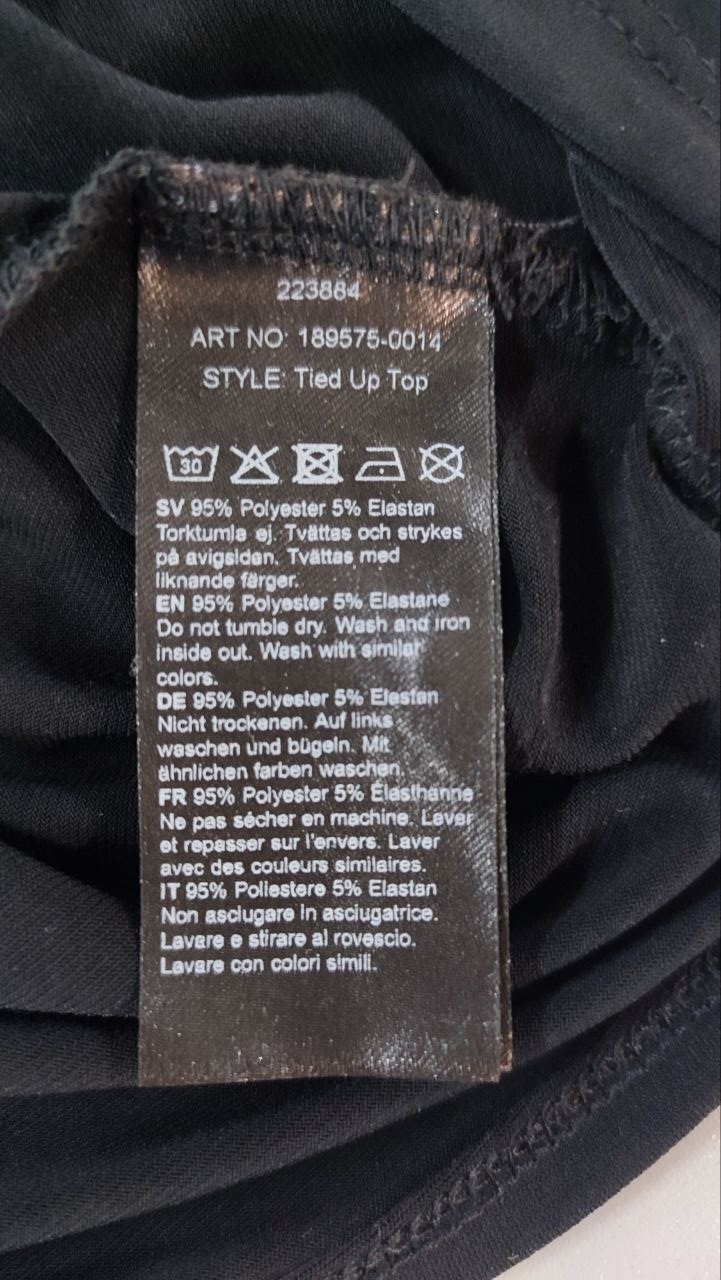 223884
ART NO: 189575-0014
STYLE: Tied Up Top
30
SV 95% Polyester 5% Elastan
Torktumla ej. Tvättas och strykes
på avigsidan. Tvättas med
liknande färger.
EN 95% Polyester 5% Elastane
Do not tumble dry. Wash and iron
inside out. Wash with similar
colors.
DE 95% Polyester 5% Elastan
Nicht trockenen. Auf links
waschen und bügeln. Mit
ähnlichen farben waschen.
FR 95% Polyester 5% Élasthanne
Ne pas sécher en machine. Laver
et repasser sur l'envers. Laver
avec des couleurs similaires.
IT 95% Poliestere 5% Elastan
Non asciugare in asciugatrice.
Lavare e stirare al rovescio.
Lavare con colori simili.